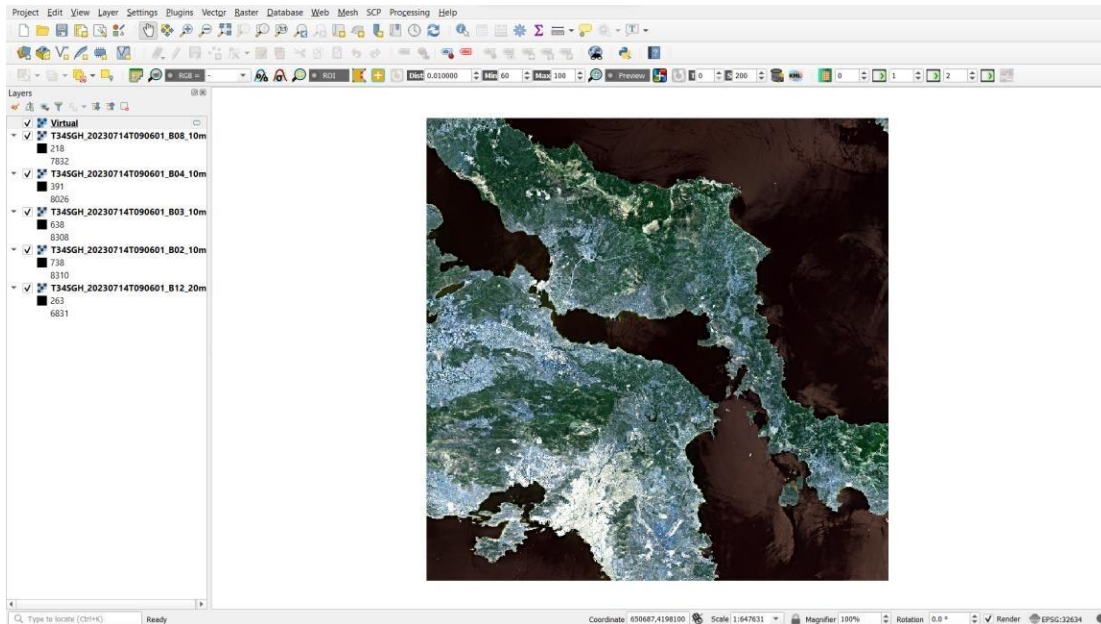 Project Edit View Layer Settings Plugins Vector Raster Database Web Mesh SCP Processing Help
RGB = - ROI Dist 0.010000 Min 60 Max 100 Preview T 0 S 200 KML 0 1 2
Layers
Virtual
T34SGH_20230714T090601_B08_10m
218
7832
T34SGH_20230714T090601_B04_10m
391
8026
T34SGH_20230714T090601_B03_10m
638
8308
T34SGH_20230714T090601_B02_10m
738
8310
T34SGH_20230714T090601_B12_20m
263
6831
Type to locate (Ctrl+K) Ready Coordinate 650687,4198100 Scale 1:647631 Magnifier 100% Rotation 0.0 ° Render EPSG:32634